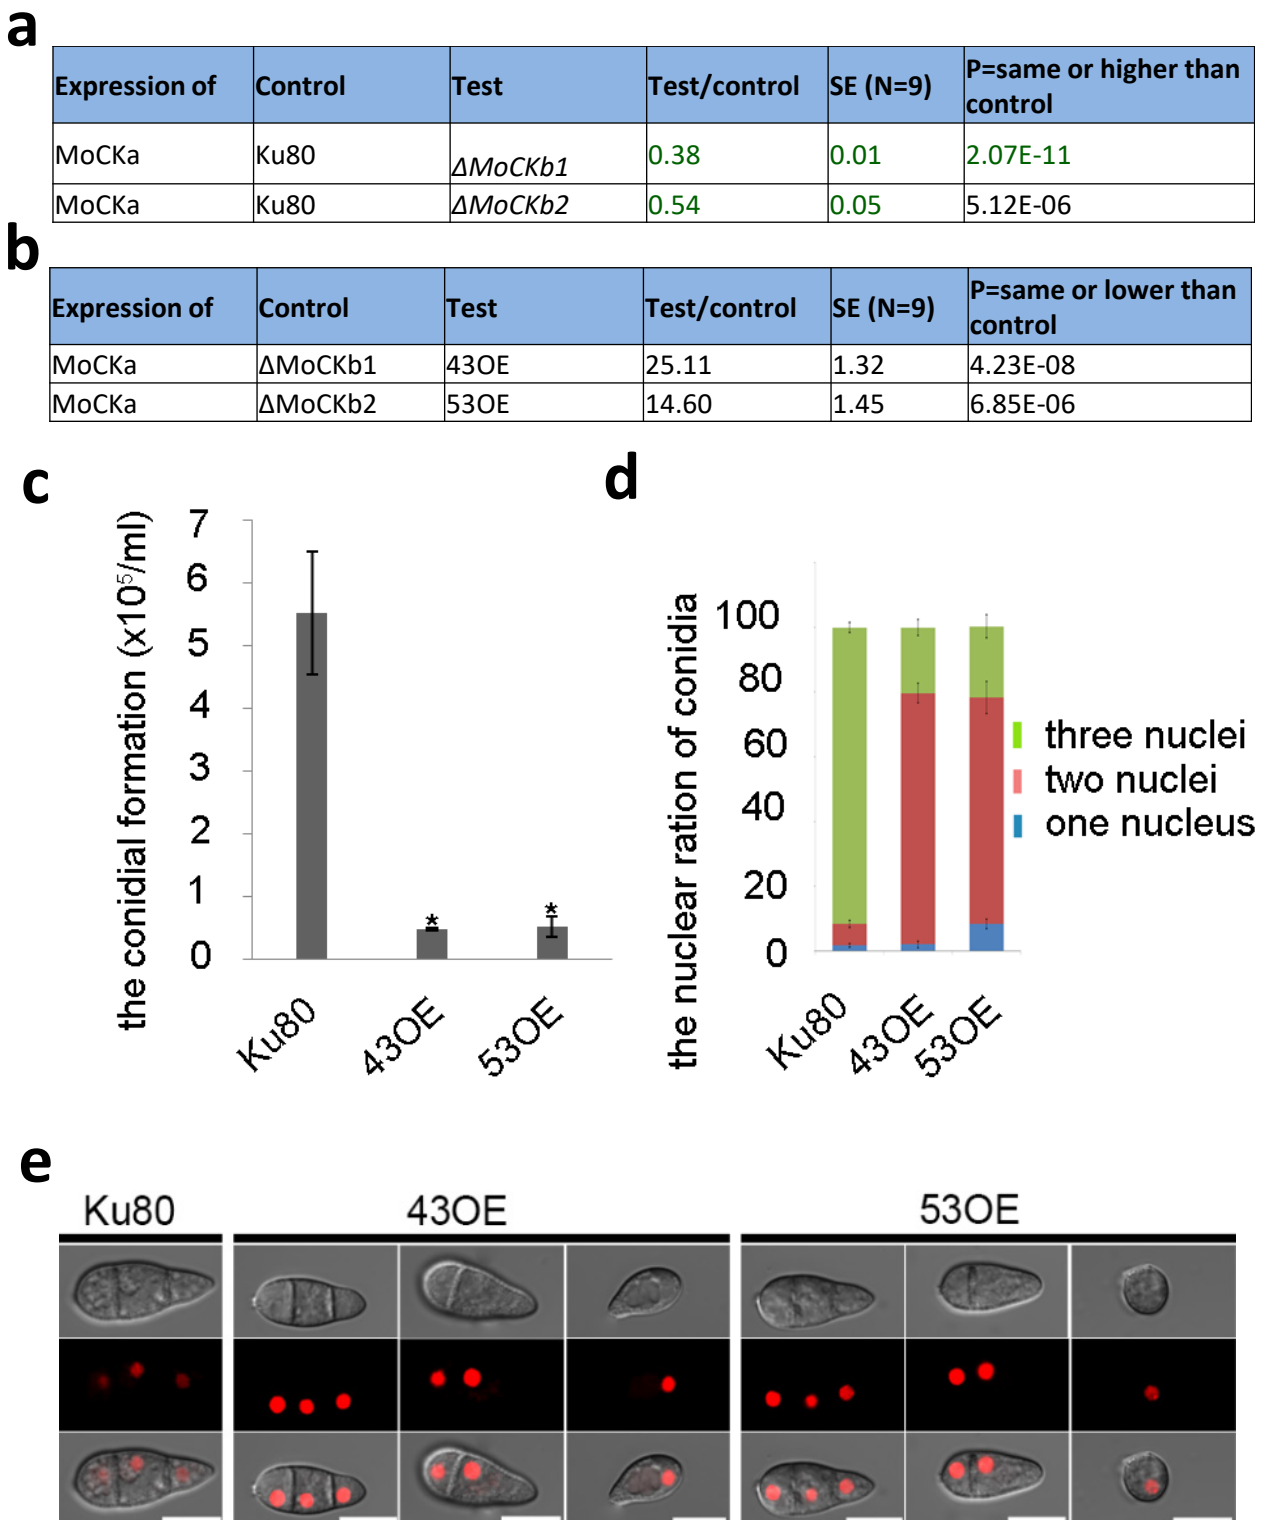 a
Expression of Control Test Test/control SE (N=9) P=same or higher than
control
MoCKa Ku80 ΔMoCKb1 0.38 0.01 2.07E-11
MoCKa Ku80 ΔMoCKb2 0.54 0.05 5.12E-06
b
Expression of Control Test Test/control SE (N=9) P=same or lower than
control
MoCKa ΔMoCKb1 43OE 25.11 1.32 4.23E-08
MoCKa ΔMoCKb2 53OE 14.60 1.45 6.85E-06
c
the conidial formation (x10⁵/ml)
7
6
5
4
3
2
1
0
* *
Ku80 43OE 53OE
d
the nuclear ration of conidia
100
80
60
40
20
0
Ku80 43OE 53OE
three nuclei
two nuclei
one nucleus
e
Ku80 43OE 53OE